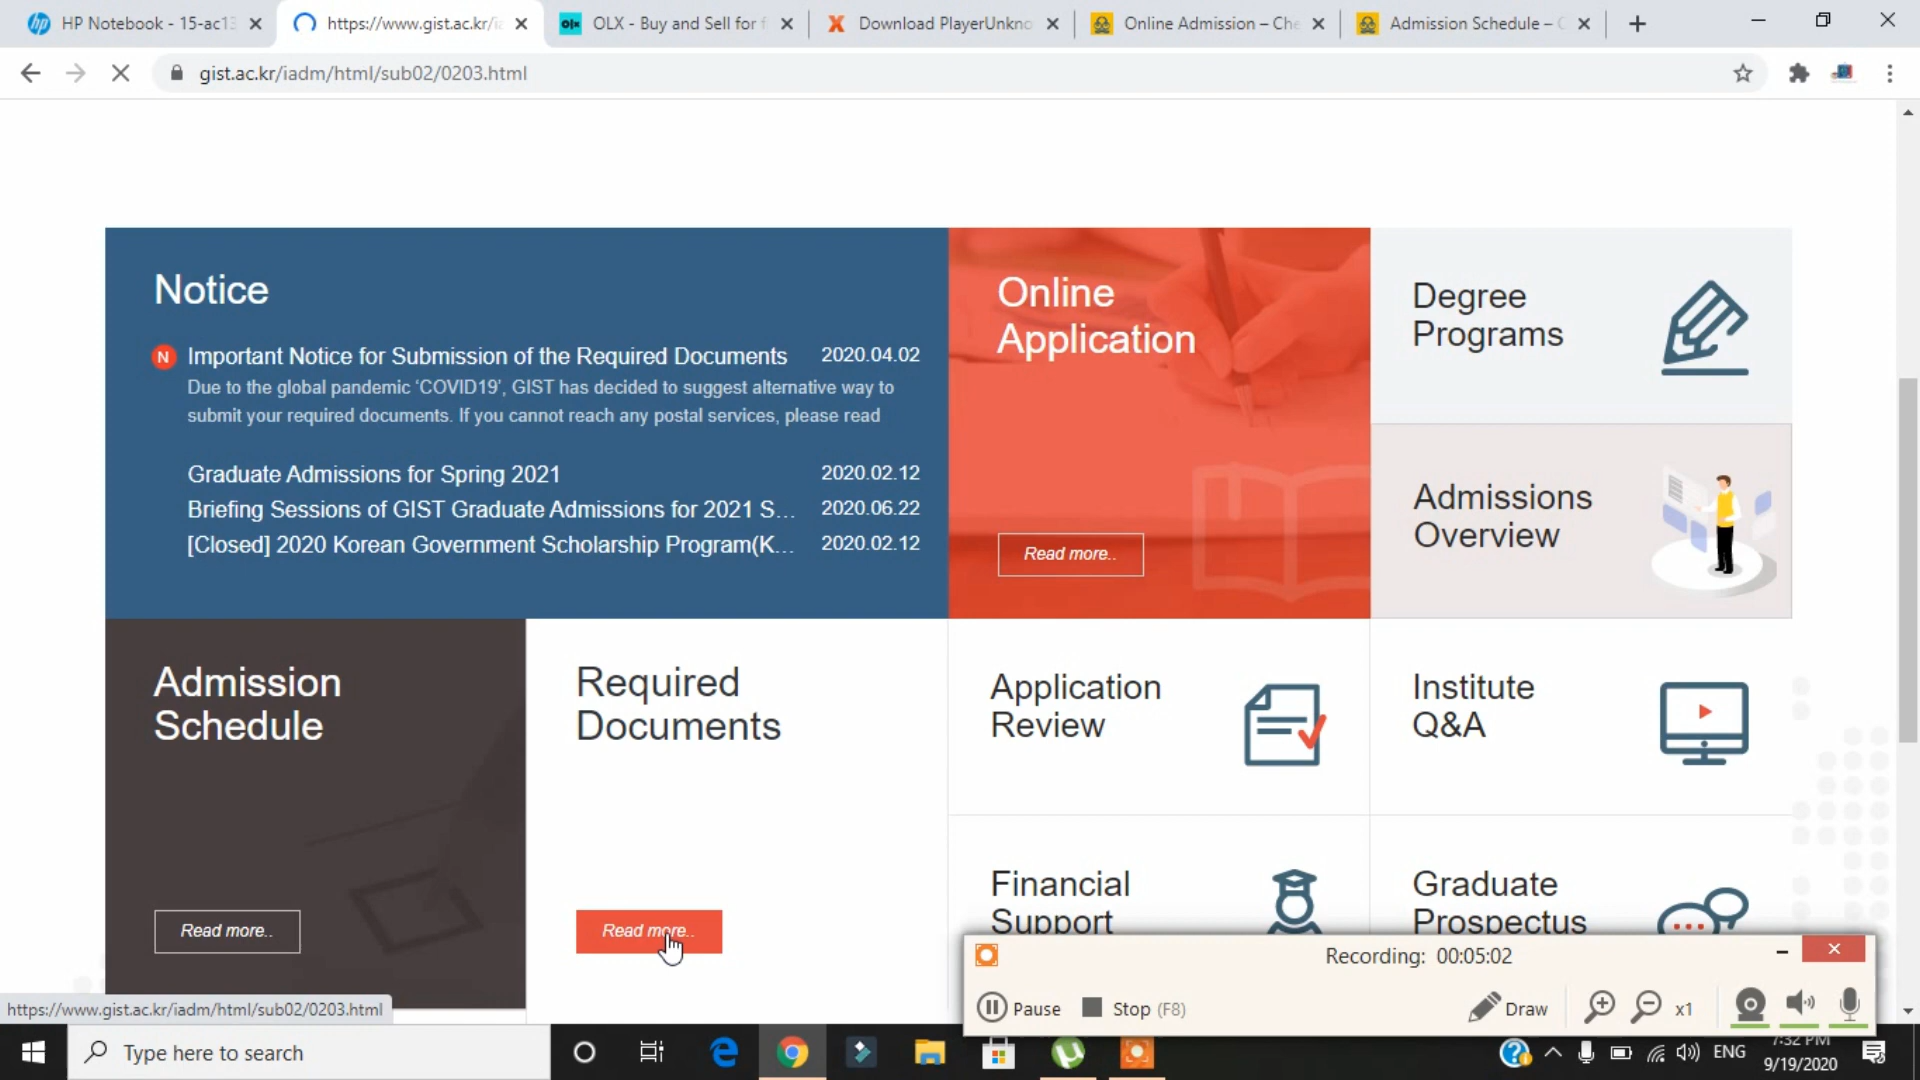 HP Notebook - 15-ac13
https://www.gist.ac.kr/ia
OLX - Buy and Sell for f
Download PlayerUnkno
Online Admission – Che
Admission Schedule – C
gist.ac.kr/iadm/html/sub02/0203.html
Notice
N Important Notice for Submission of the Required Documents 2020.04.02
Due to the global pandemic ‘COVID19’, GIST has decided to suggest alternative way to
submit your required documents. If you cannot reach any postal services, please read
Graduate Admissions for Spring 2021 2020.02.12
Briefing Sessions of GIST Graduate Admissions for 2021 S... 2020.06.22
[Closed] 2020 Korean Government Scholarship Program(K... 2020.02.12
Online
Application
Read more..
Degree
Programs
Admissions
Overview
Admission
Schedule
Read more..
Required
Documents
Read more..
Application
Review
Institute
Q&A
Financial
Support
Graduate
Prospectus
Recording: 00:05:02
Pause
Stop (F8)
Draw
x1
https://www.gist.ac.kr/iadm/html/sub02/0203.html
Type here to search
ENG
7:32 PM
9/19/2020